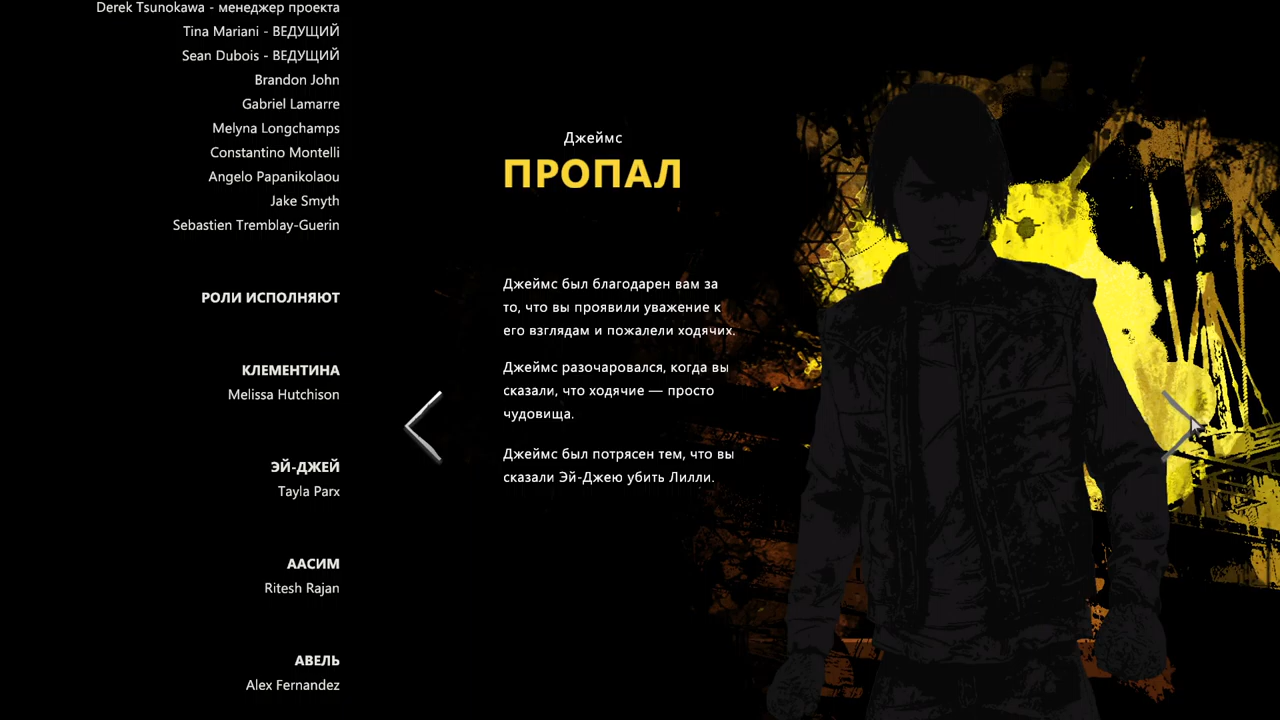 Derek Tsunokawa - менеджер проекта
Tina Mariani - ВЕДУЩИЙ
Sean Dubois - ВЕДУЩИЙ
Brandon John
Gabriel Lamarre
Melyna Longchamps
Constantino Montelli
Angelo Papanikolaou
Jake Smyth
Sebastien Tremblay-Guerin
РОЛИ ИСПОЛНЯЮТ
КЛЕМЕНТИНА
Melissa Hutchison
ЭЙ-ДЖЕЙ
Tayla Parx
ААСИМ
Ritesh Rajan
АВЕЛЬ
Alex Fernandez
Джеймс
ПРОПАЛ
Джеймс был благодарен вам за
то, что вы проявили уважение к
его взглядам и пожалели ходячих.
Джеймс разочаровался, когда вы
сказали, что ходячие — просто
чудовища.
Джеймс был потрясен тем, что вы
сказали Эй-Джею убить Лилли.